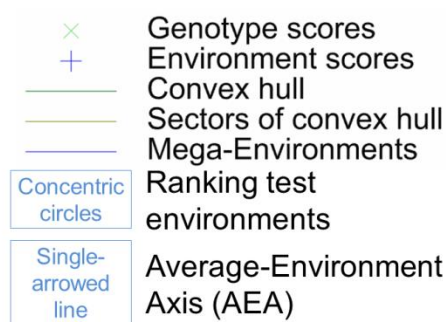 Genotype scores
Environment scores
Convex hull
Sectors of convex hull
Mega-Environments
Concentric
circles
Ranking test
environments
Single-
arrowed
line
Average-Environment
Axis (AEA)